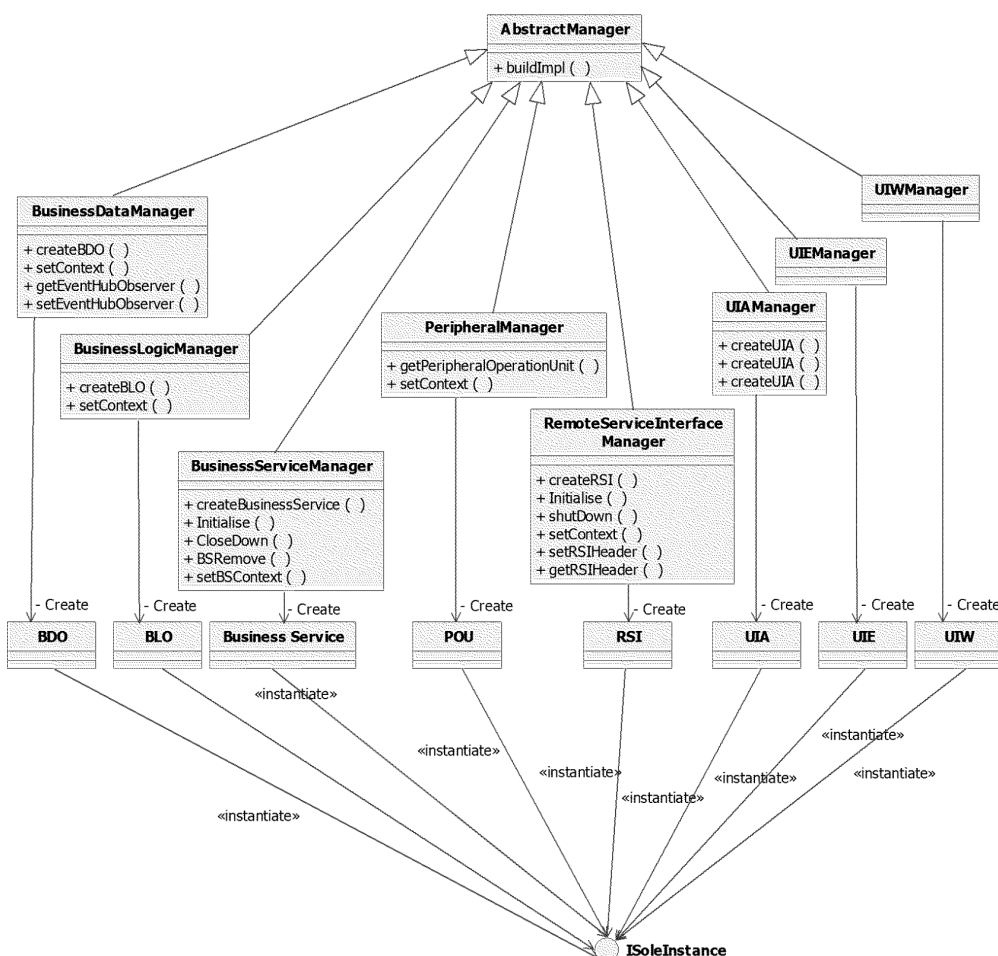 AbstractManager
+ buildImpl ( )
UIWManager
BusinessDataManager
+ createBDO ( )
+ setContext ( )
+ getEventHubObserver ( )
+ setEventHubObserver ( )
UIEManager
UIAManager
+ createUIA ( )
+ createUIA ( )
+ createUIA ( )
PeripheralManager
+ getPeripheralOperationUnit ( )
+ setContext ( )
BusinessLogicManager
+ createBLO ( )
+ setContext ( )
RemoteServiceInterface
Manager
+ createRSI ( )
+ Initialise ( )
+ shutDown ( )
+ setContext ( )
+ setRSIHeader ( )
+ getRSIHeader ( )
BusinessServiceManager
+ createBusinessService ( )
+ Initialise ( )
+ CloseDown ( )
+ BSRemove ( )
+ setBSContext ( )
- Create
- Create
- Create
- Create
- Create
- Create
- Create
- Create
BDO
BLO
Business Service
POU
RSI
UIA
UIE
UIW
«instantiate»
«instantiate»
«instantiate»
«instantiate»
«instantiate»
«instantiate»
«instantiate»
«instantiate»
ISoleInstance